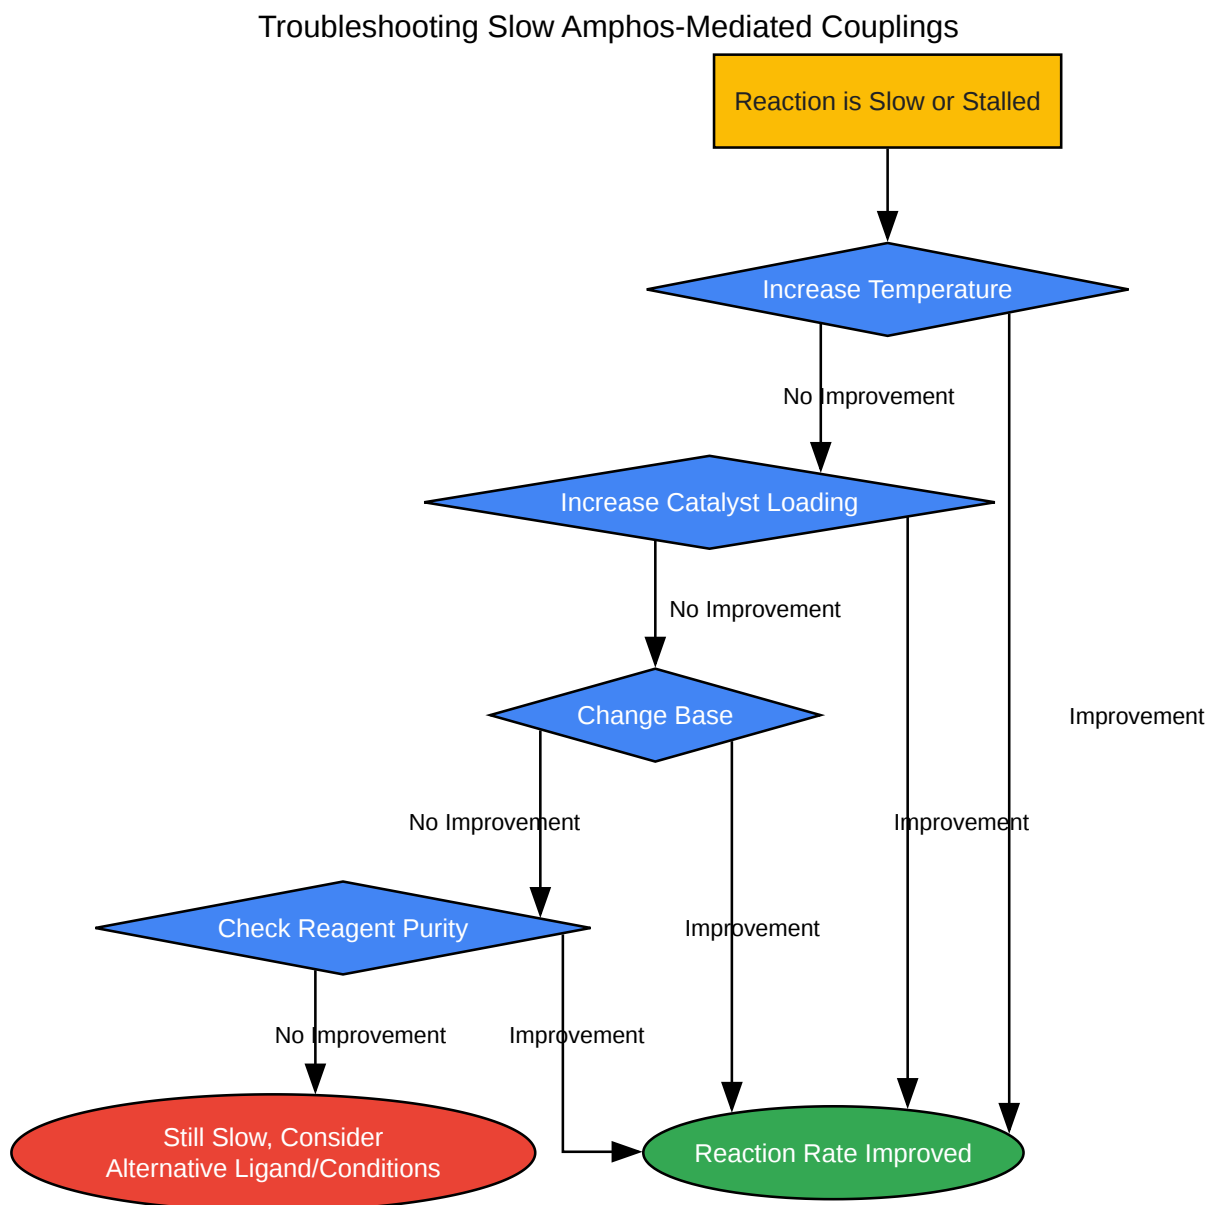 Troubleshooting Slow Amphos-Mediated Couplings
Reaction is Slow or Stalled
Increase Temperature
No Improvement
Increase Catalyst Loading
No Improvement
Change Base
Improvement
No Improvement
Improvement
Check Reagent Purity
Improvement
No Improvement
Improvement
Still Slow, Consider
Alternative Ligand/Conditions
Reaction Rate Improved